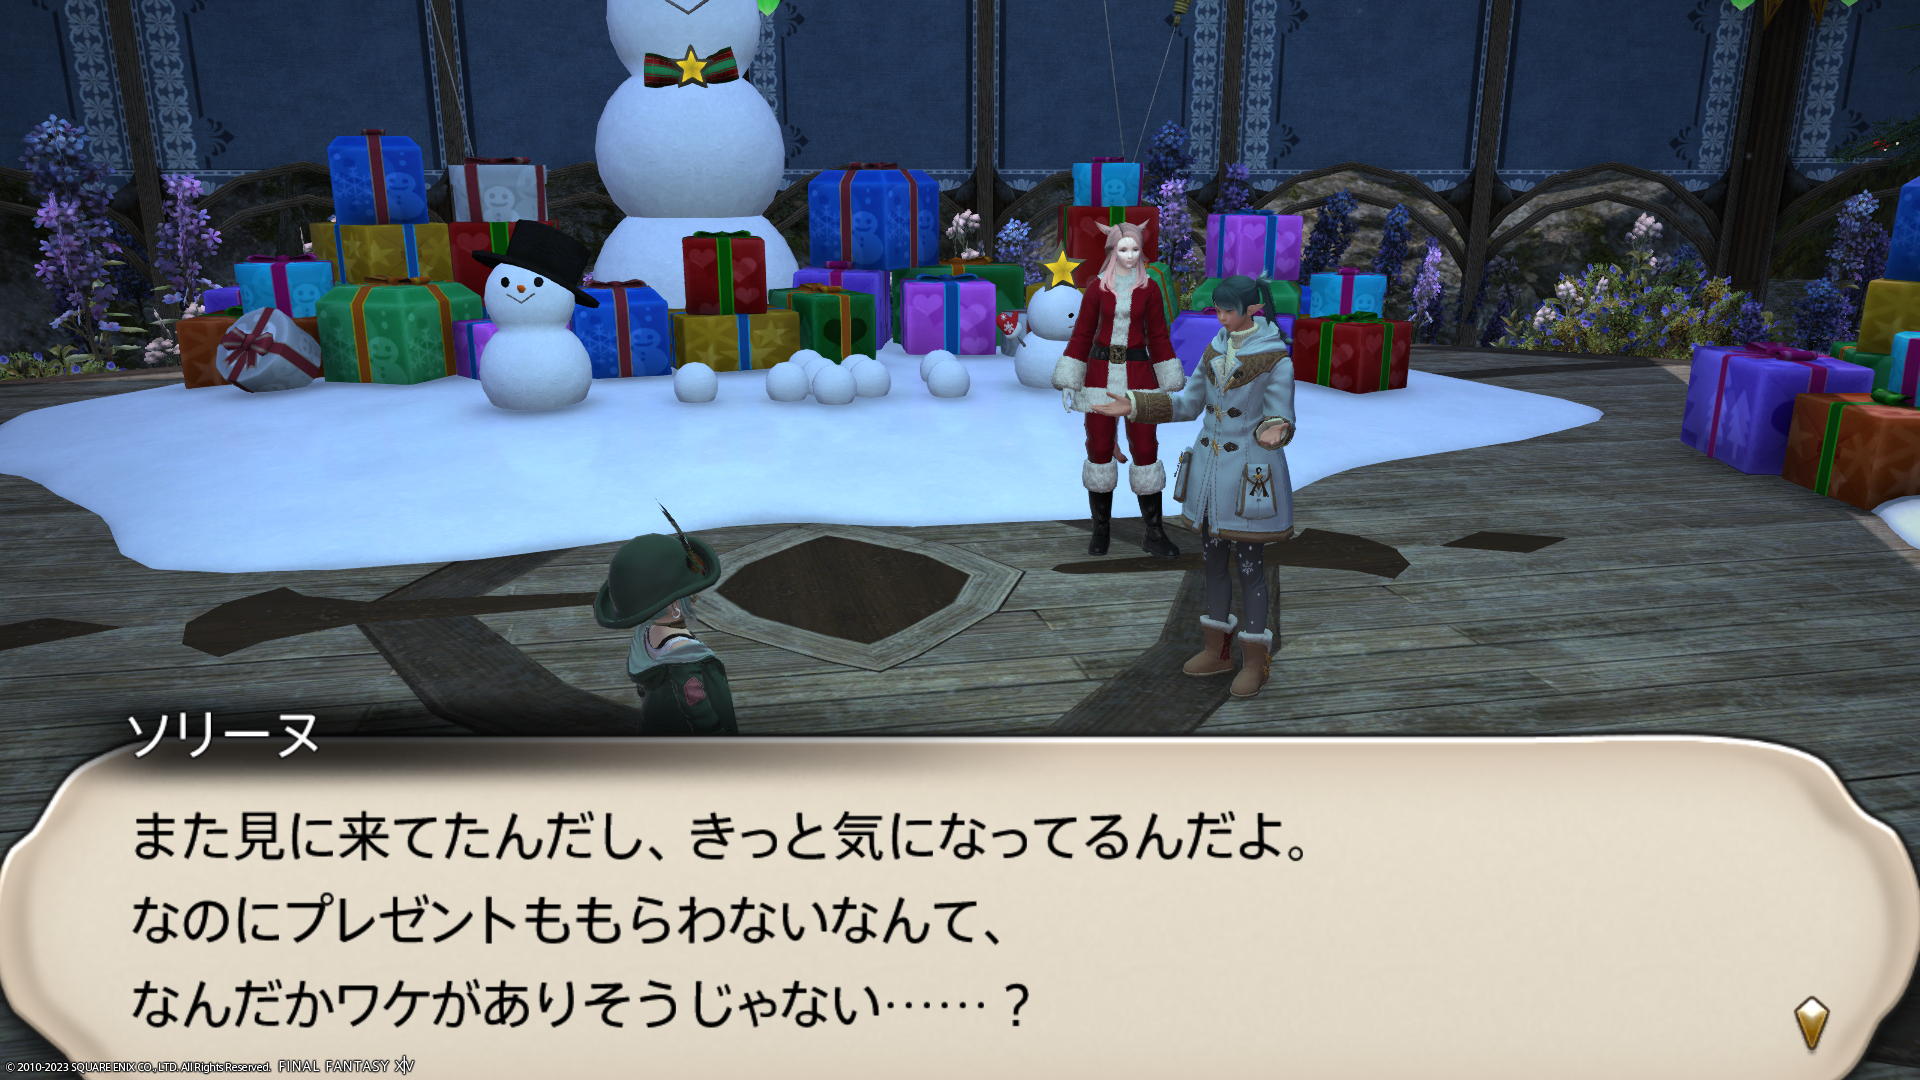 ソリーヌ
また見に来てたんだし、きっと気になってるんだよ。
なのにプレゼントももらわないなんて、
なんだかワケがありそうじゃない……？
© 2010-2023 SQUARE ENIX CO., LTD. All Rights Reserved. FINAL FANTASY XIV